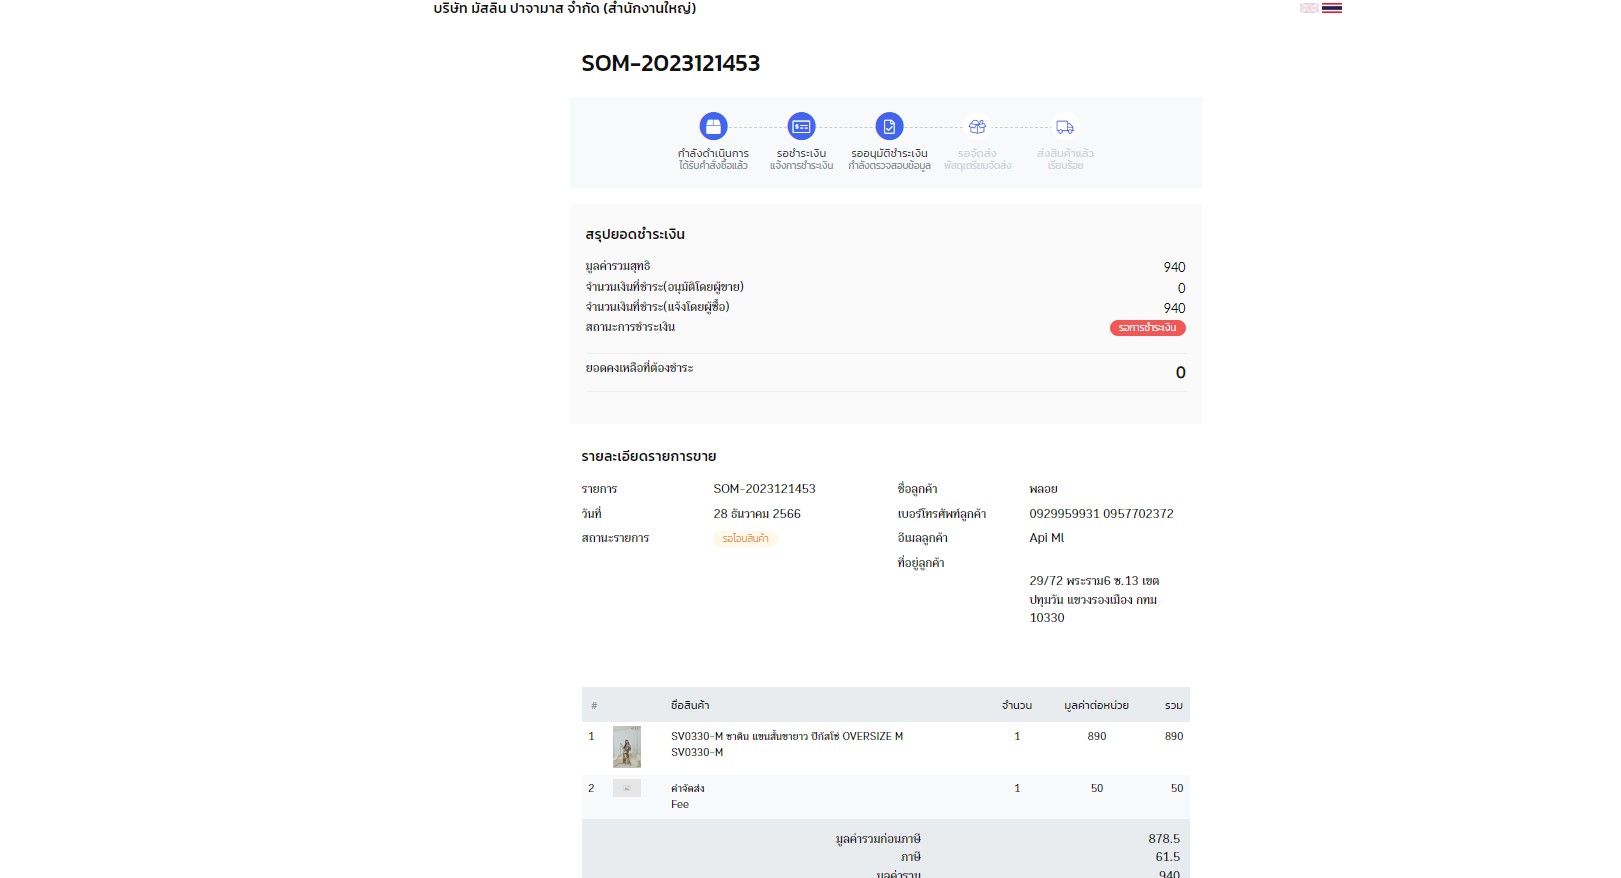 บริษัท มัสลิน ปาจามาส จำกัด (สำนักงานใหญ่)
SOM-2023121453
กำลังดำเนินการ รอชำระเงิน รออนุมัติชำระเงิน รอจัดส่ง ส่งสินค้าแล้ว
ได้รับคำสั่งซื้อแล้ว แจ้งการชำระเงิน กำลังตรวจสอบข้อมูล พัสดุเตรียมจัดส่ง เรียบร้อย
สรุปยอดชำระเงิน
มูลค่ารวมสุทธิ 940
จำนวนเงินที่ชำระ(อนุมัติโดยผู้ขาย) 0
จำนวนเงินที่ชำระ(แจ้งโดยผู้ซื้อ) 940
สถานะการชำระเงิน รอการชำระเงิน
ยอดคงเหลือที่ต้องชำระ 0
รายละเอียดรายการขาย
รายการ SOM-2023121453 ชื่อลูกค้า พลอย
วันที่ 28 ธันวาคม 2566 เบอร์โทรศัพท์ลูกค้า 0929959931 0957702372
สถานะรายการ รอโอนสินค้า อีเมลลูกค้า Api Ml
ที่อยู่ลูกค้า
29/72 พระราม6 ซ.13 เขต
ปทุมวัน แขวงรองเมือง กทม
10330
# ชื่อสินค้า จำนวน มูลค่าต่อหน่วย รวม
1 SV0330-M ซาติน แขนสั้นขายาว ปิกัสโซ่ OVERSIZE M 1 890 890
SV0330-M
2 ค่าจัดส่ง 1 50 50
Fee
มูลค่ารวมก่อนภาษี 878.5
ภาษี 61.5
มูลค่ารวม 940